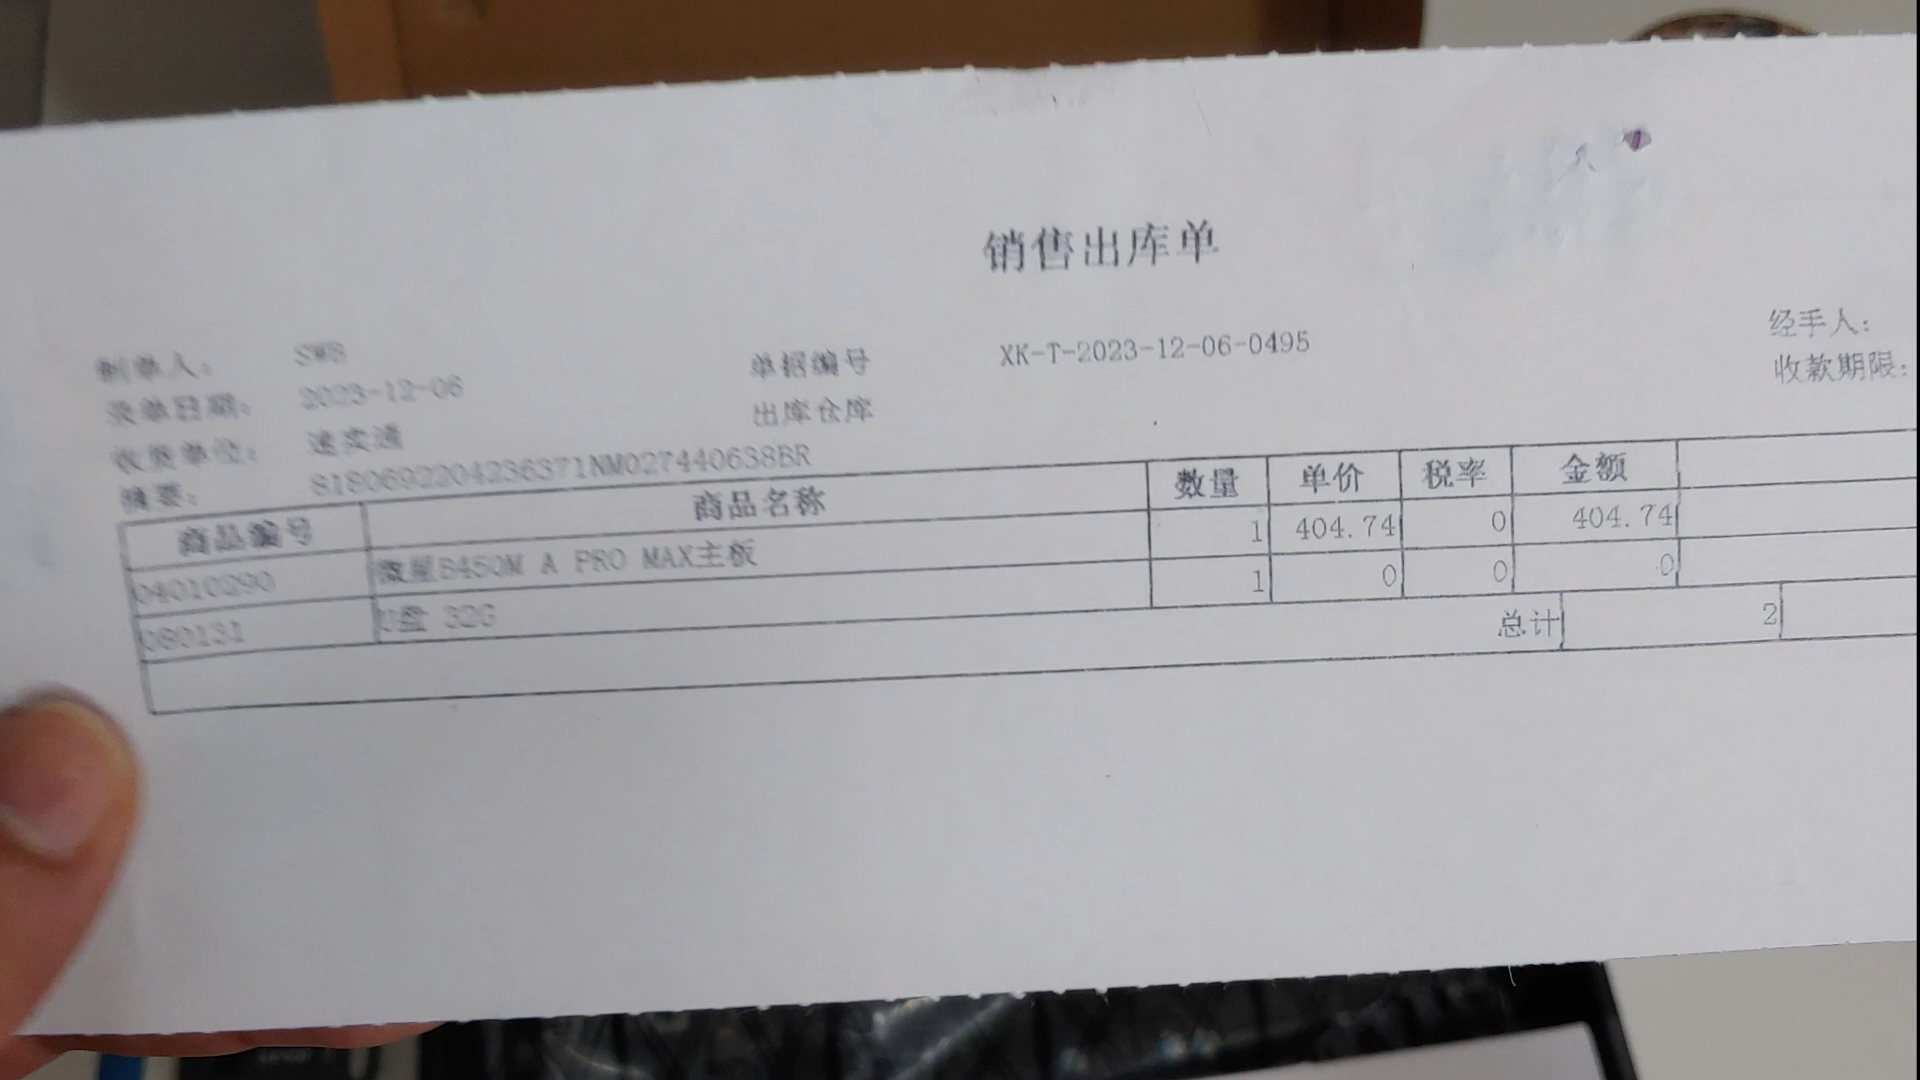 销售出库单
制单人： SWS 单据编号 XK-T-2023-12-06-0495 经手人：
录单日期： 2023-12-06 出库仓库 收款期限：
收货单位： 速卖通
摘要： 8180692204236371NM027440638BR
商品编号 商品名称 数量 单价 税率 金额
04010290 微星B450M A PRO MAX主板 1 404.74 0 404.74
080131 U盘 32G 1 0 0 0
总计 2